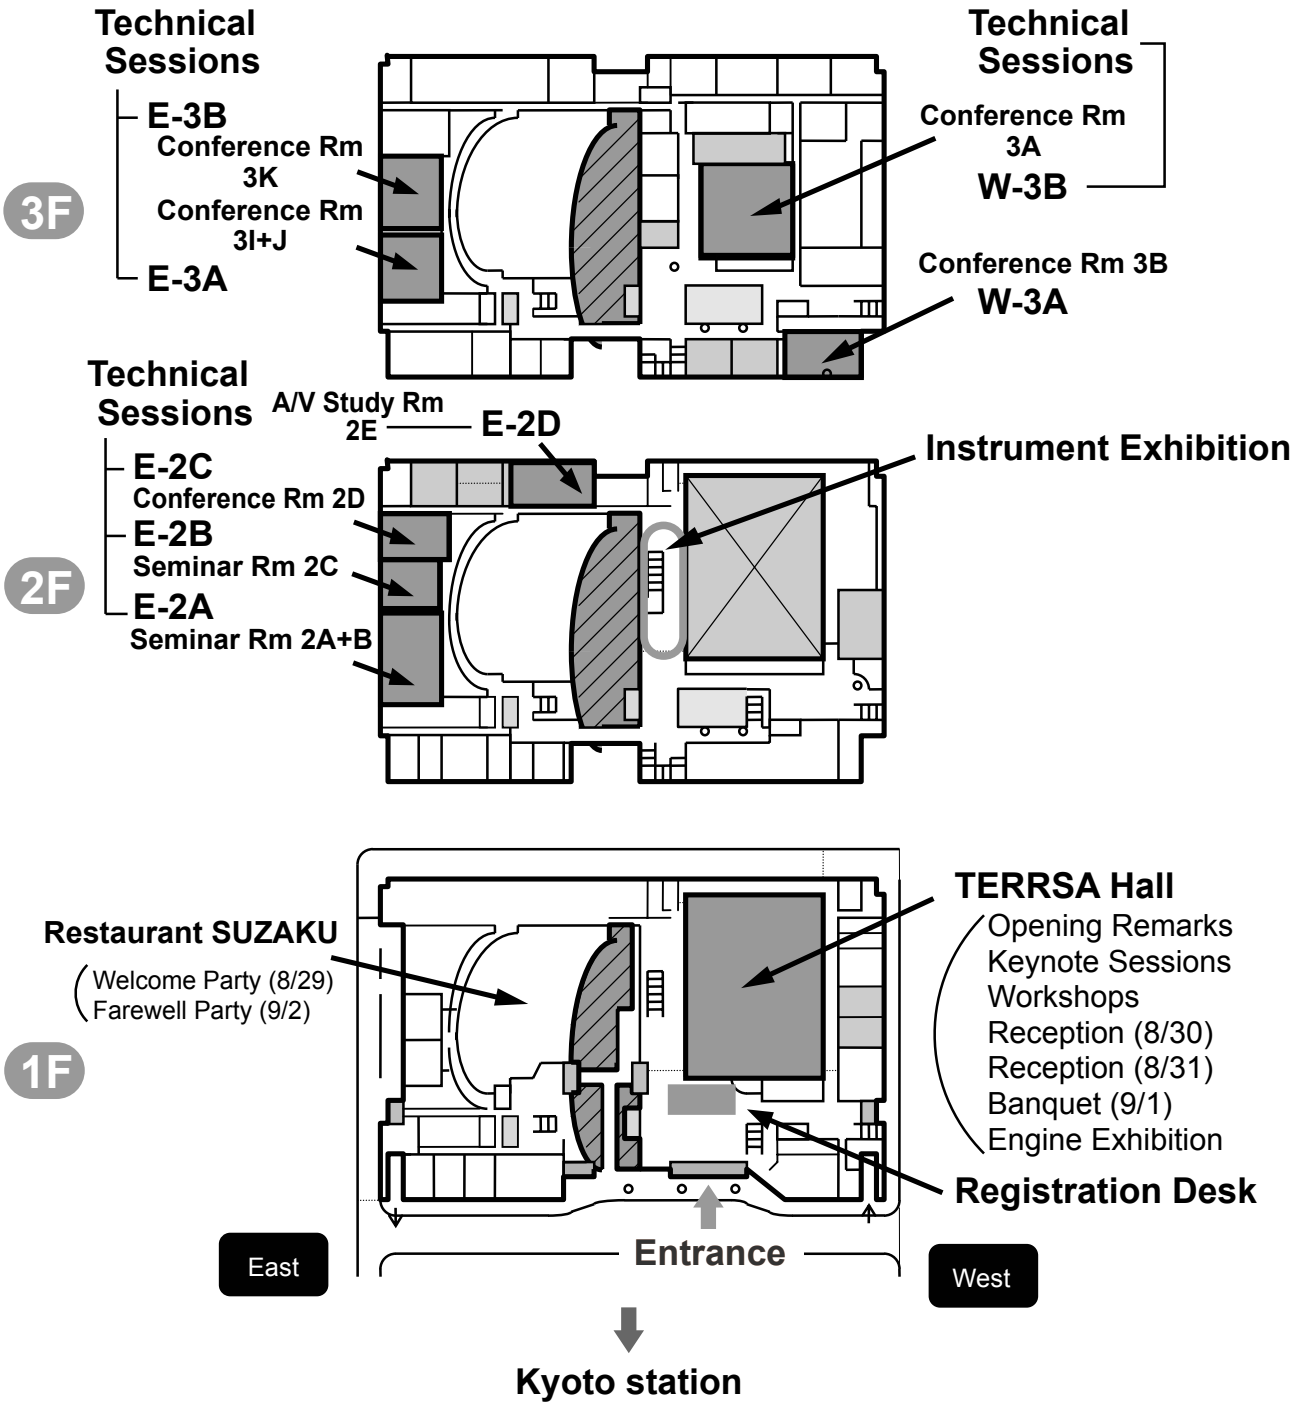 Technical
Sessions
E-3B
Conference Rm
3K
Conference Rm
3I+J
E-3A
3F
Technical
Sessions
Conference Rm
3A
W-3B
Conference Rm 3B
W-3A
Technical
Sessions
A/V Study Rm
2E
E-2D
E-2C
Conference Rm 2D
E-2B
Seminar Rm 2C
E-2A
Seminar Rm 2A+B
2F
Instrument Exhibition
Restaurant SUZAKU
Welcome Party (8/29)
Farewell Party (9/2)
1F
TERRSA Hall
Opening Remarks
Keynote Sessions
Workshops
Reception (8/30)
Reception (8/31)
Banquet (9/1)
Engine Exhibition
Registration Desk
East
Entrance
West
Kyoto station